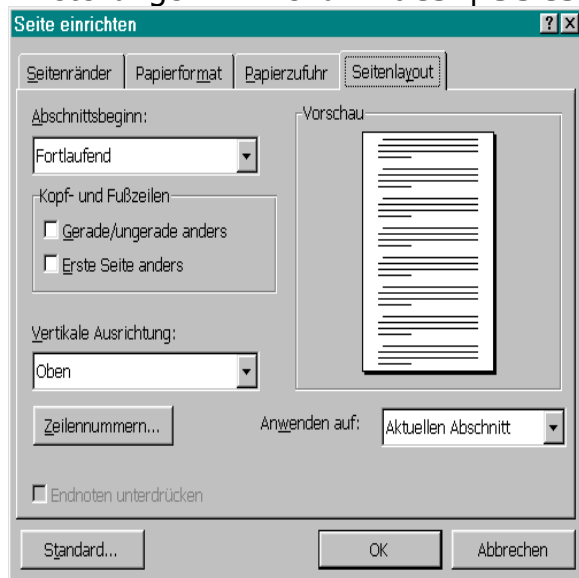 Seite einrichten
Seitenränder Papierformat Papierzufuhr Seitenlayout
Abschnittsbeginn:
Vorschau
Fortlaufend
Kopf- und Fußzeilen
Gerade/ungerade anders
Erste Seite anders
Vertikale Ausrichtung:
Oben
Zeilennummern...
Anwenden auf: Aktuellen Abschnitt
Endnoten unterdrücken
Standard... OK Abbrechen